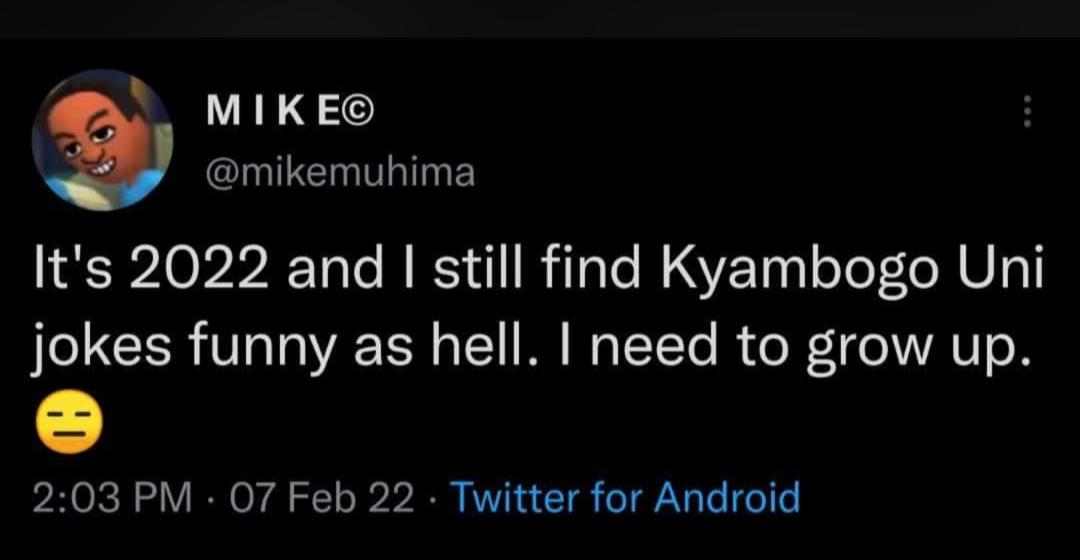 M I K E©
@mikemuhima
It's 2022 and I still find Kyambogo Uni
jokes funny as hell. I need to grow up.
😑
2:03 PM · 07 Feb 22 · Twitter for Android